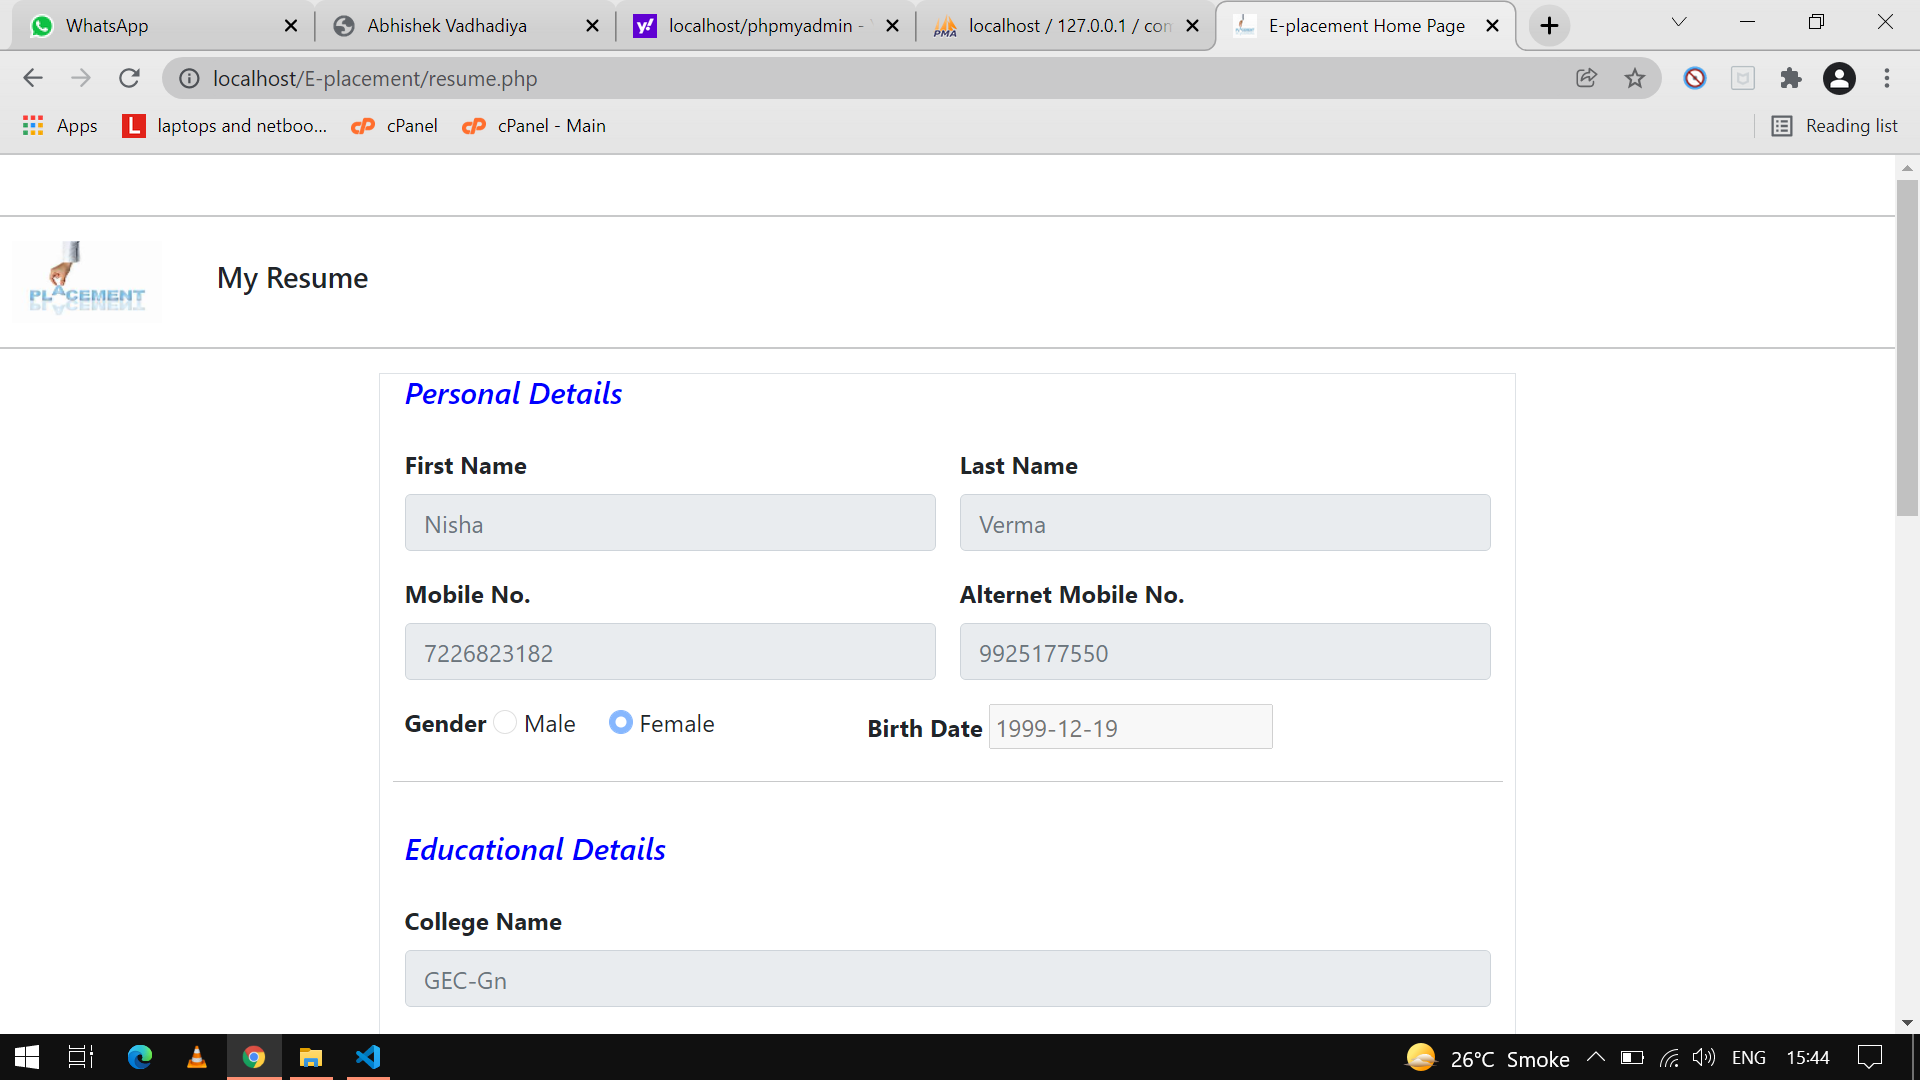 WhatsApp
Abhishek Vadhadiya
localhost/phpmyadmin -
localhost / 127.0.0.1 / con
E-placement Home Page
localhost/E-placement/resume.php
Apps
laptops and netboo...
cPanel
cPanel - Main
Reading list
PLACEMENT
My Resume
Personal Details
First Name
Last Name
Nisha
Verma
Mobile No.
Alternet Mobile No.
7226823182
9925177550
Gender
Male
Female
Birth Date
1999-12-19
Educational Details
College Name
GEC-Gn
26°C Smoke
ENG
15:44